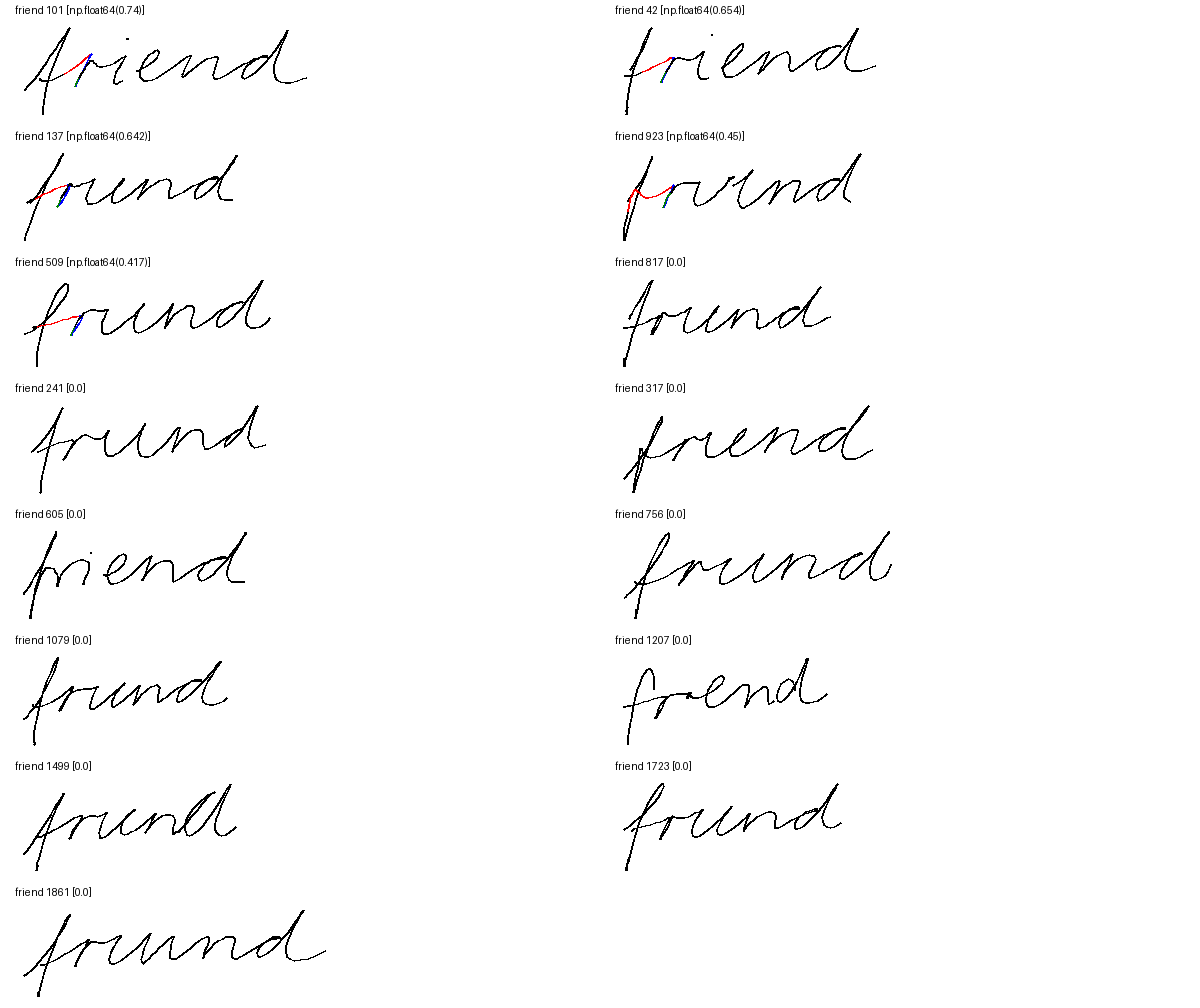 friend 101 [np.float64(0.74)] friend 42 [np.float64(0.654)]
friend friend
friend 137 [np.float64(0.642)] friend 923 [np.float64(0.45)]
friend friend
friend 509 [np.float64(0.417)] friend 817 [0.0]
friend friend
friend 241 [0.0] friend 317 [0.0]
friend friend
friend 605 [0.0] friend 756 [0.0]
friend friend
friend 1079 [0.0] friend 1207 [0.0]
friend friend
friend 1499 [0.0] friend 1723 [0.0]
friend friend
friend 1861 [0.0]
friend